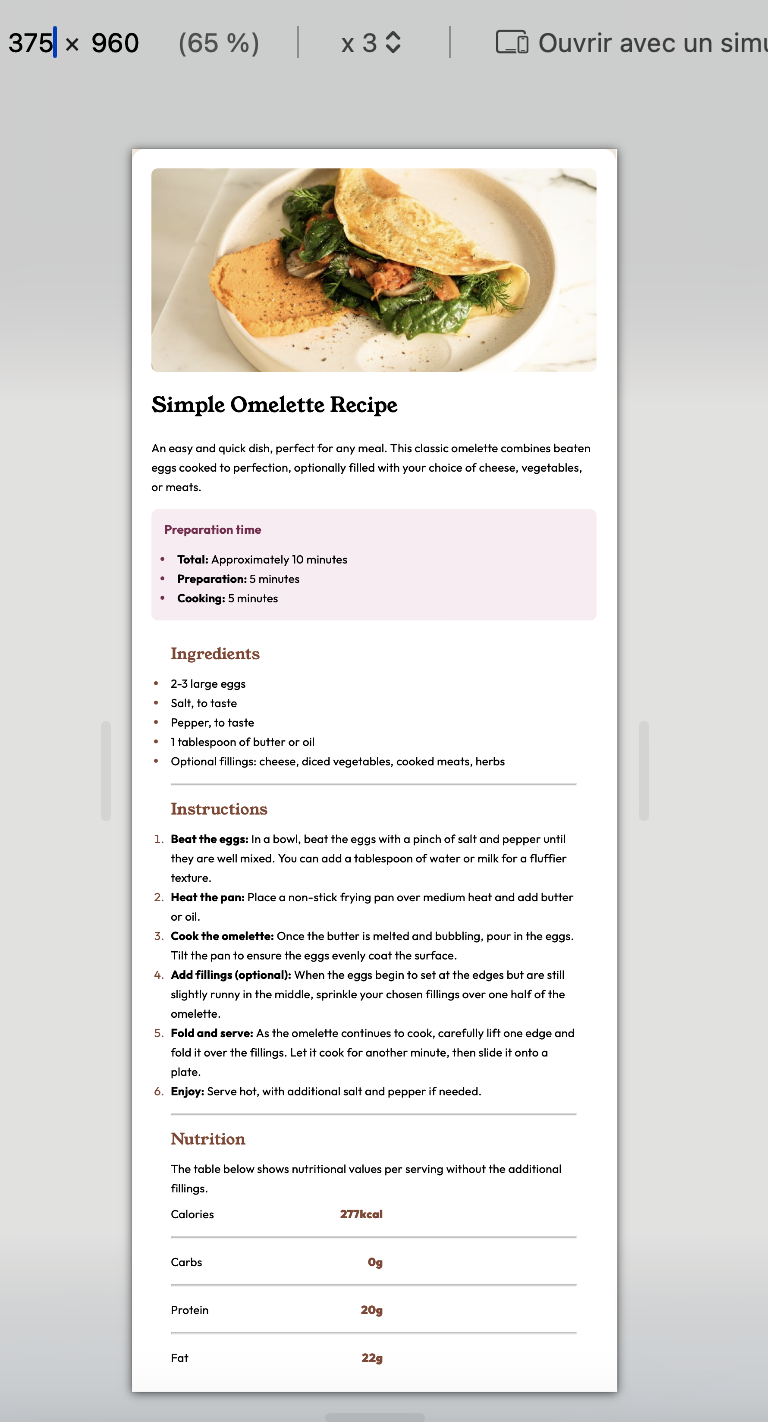 375 × 960 (65 %) x 3 Ouvrir avec un simu
Simple Omelette Recipe
An easy and quick dish, perfect for any meal. This classic omelette combines beaten
eggs cooked to perfection, optionally filled with your choice of cheese, vegetables,
or meats.
Preparation time
• Total: Approximately 10 minutes
• Preparation: 5 minutes
• Cooking: 5 minutes
Ingredients
• 2-3 large eggs
• Salt, to taste
• Pepper, to taste
• 1 tablespoon of butter or oil
• Optional fillings: cheese, diced vegetables, cooked meats, herbs
Instructions
1. Beat the eggs: In a bowl, beat the eggs with a pinch of salt and pepper until
they are well mixed. You can add a tablespoon of water or milk for a fluffier
texture.
2. Heat the pan: Place a non-stick frying pan over medium heat and add butter
or oil.
3. Cook the omelette: Once the butter is melted and bubbling, pour in the eggs.
Tilt the pan to ensure the eggs evenly coat the surface.
4. Add fillings (optional): When the eggs begin to set at the edges but are still
slightly runny in the middle, sprinkle your chosen fillings over one half of the
omelette.
5. Fold and serve: As the omelette continues to cook, carefully lift one edge and
fold it over the fillings. Let it cook for another minute, then slide it onto a
plate.
6. Enjoy: Serve hot, with additional salt and pepper if needed.
Nutrition
The table below shows nutritional values per serving without the additional
fillings.
Calories 277kcal
Carbs 0g
Protein 20g
Fat 22g